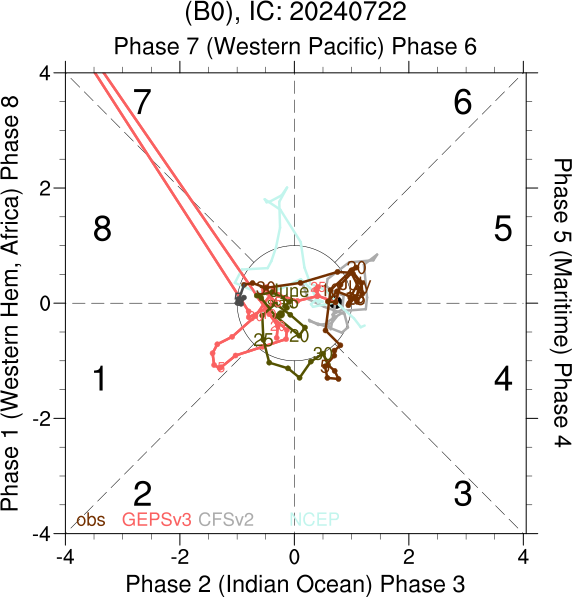 (B0), IC: 20240722
Phase 7 (Western Pacific) Phase 6
4
7
6
2
8
5
0
1
4
-2
2
3
-4
obs GEPSv3 CFSv2 NCEP
-4 -2 0 2 4
Phase 2 (Indian Ocean) Phase 3
Phase 1 (Western Hem, Africa) Phase 8
Phase 5 (Maritime) Phase 4
20
June
25
20
30
5